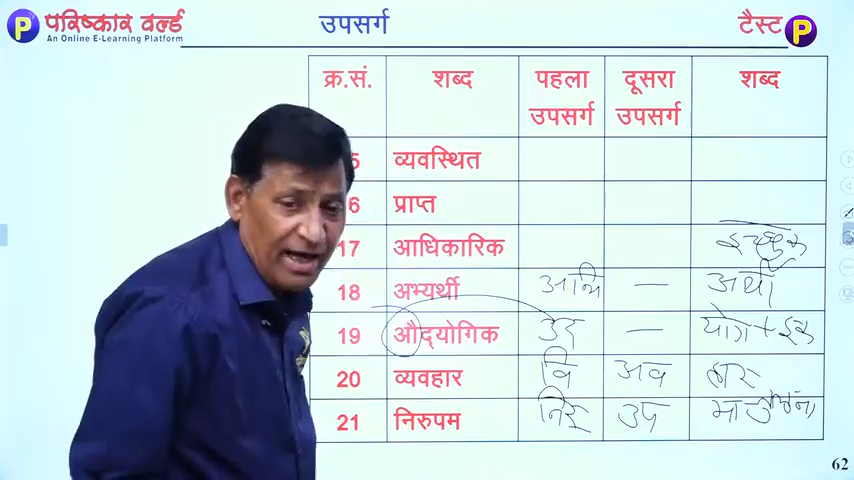 परिष्कार वर्ल्ड
An Online E-Learning Platform
उपसर्ग
टैस्ट
P
P
क्र.सं. शब्द पहला उपसर्ग दूसरा उपसर्ग शब्द
5 व्यवस्थित
6 प्राप्त
17 आधिकारिक
18 अभ्यर्थी अभि — अर्थी
19 औद्योगिक उद — योग + इक
20 व्यवहार वि अव हार
21 निरुपम निर् उप
62